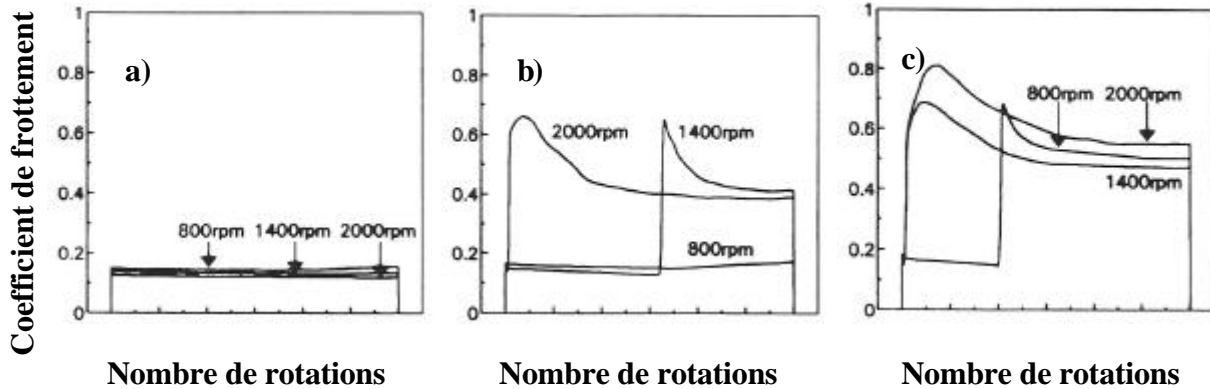 Coefficient de frottement
a)
1
0.8
0.6
0.4
0.2
0
800rpm 1400rpm 2000rpm
Nombre de rotations
b)
1
0.8
0.6
0.4
0.2
0
2000rpm 1400rpm
800rpm
Nombre de rotations
c)
1
0.8
0.6
0.4
0.2
0
800rpm 2000rpm
1400rpm
Nombre de rotations